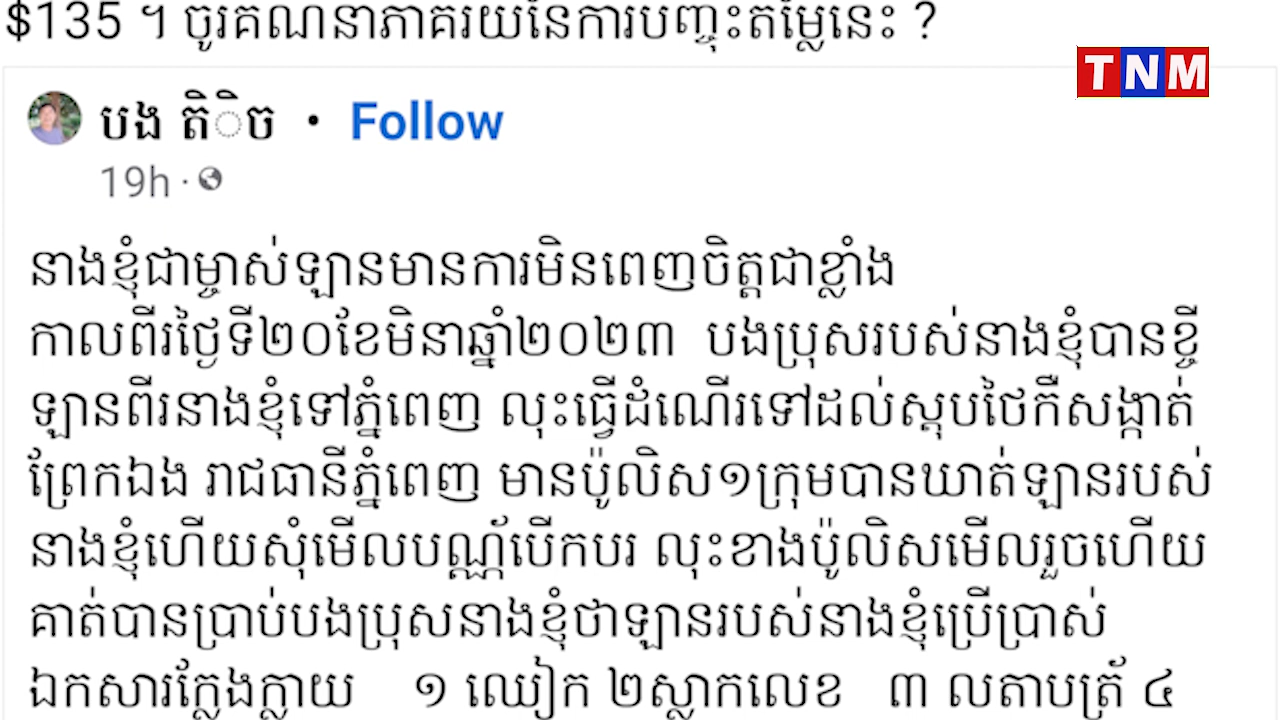 $135 ។ ចូរគណនាភាគរយនៃការបញ្ចុះតម្លៃនេះ ?
TNM
បង តិិច • Follow
19h ·
នាងខ្ញុំជាម្ចាស់ឡានមានការមិនពេញចិត្តជាខ្លាំង
កាលពីរថ្ងៃទី២០ខែមិនាឆ្នាំ២០២៣ បងប្រុសរបស់នាងខ្ញុំបានខ្ចី
ឡានពីរនាងខ្ញុំទៅភ្នំពេញ លុះធ្វើដំណើរទៅដល់ស្តុបថៃកឹសង្កាត់
ព្រែកឯង រាជធានីភ្នំពេញ មានប៉ូលិស១ក្រុមបានឃាត់ឡានរបស់
នាងខ្ញុំហើយសុំមើលបណ្ណ័បើកបរ លុះខាងប៉ូលិសមើលរួចហើយ
គាត់បានប្រាប់បងប្រុសនាងខ្ញុំថាឡានរបស់នាងខ្ញុំប្រើប្រាស់
ឯកសារក្លែងក្លាយ ១ ឈៀក ២ស្លាកលេខ ៣ លតាបត្រ័ ៤